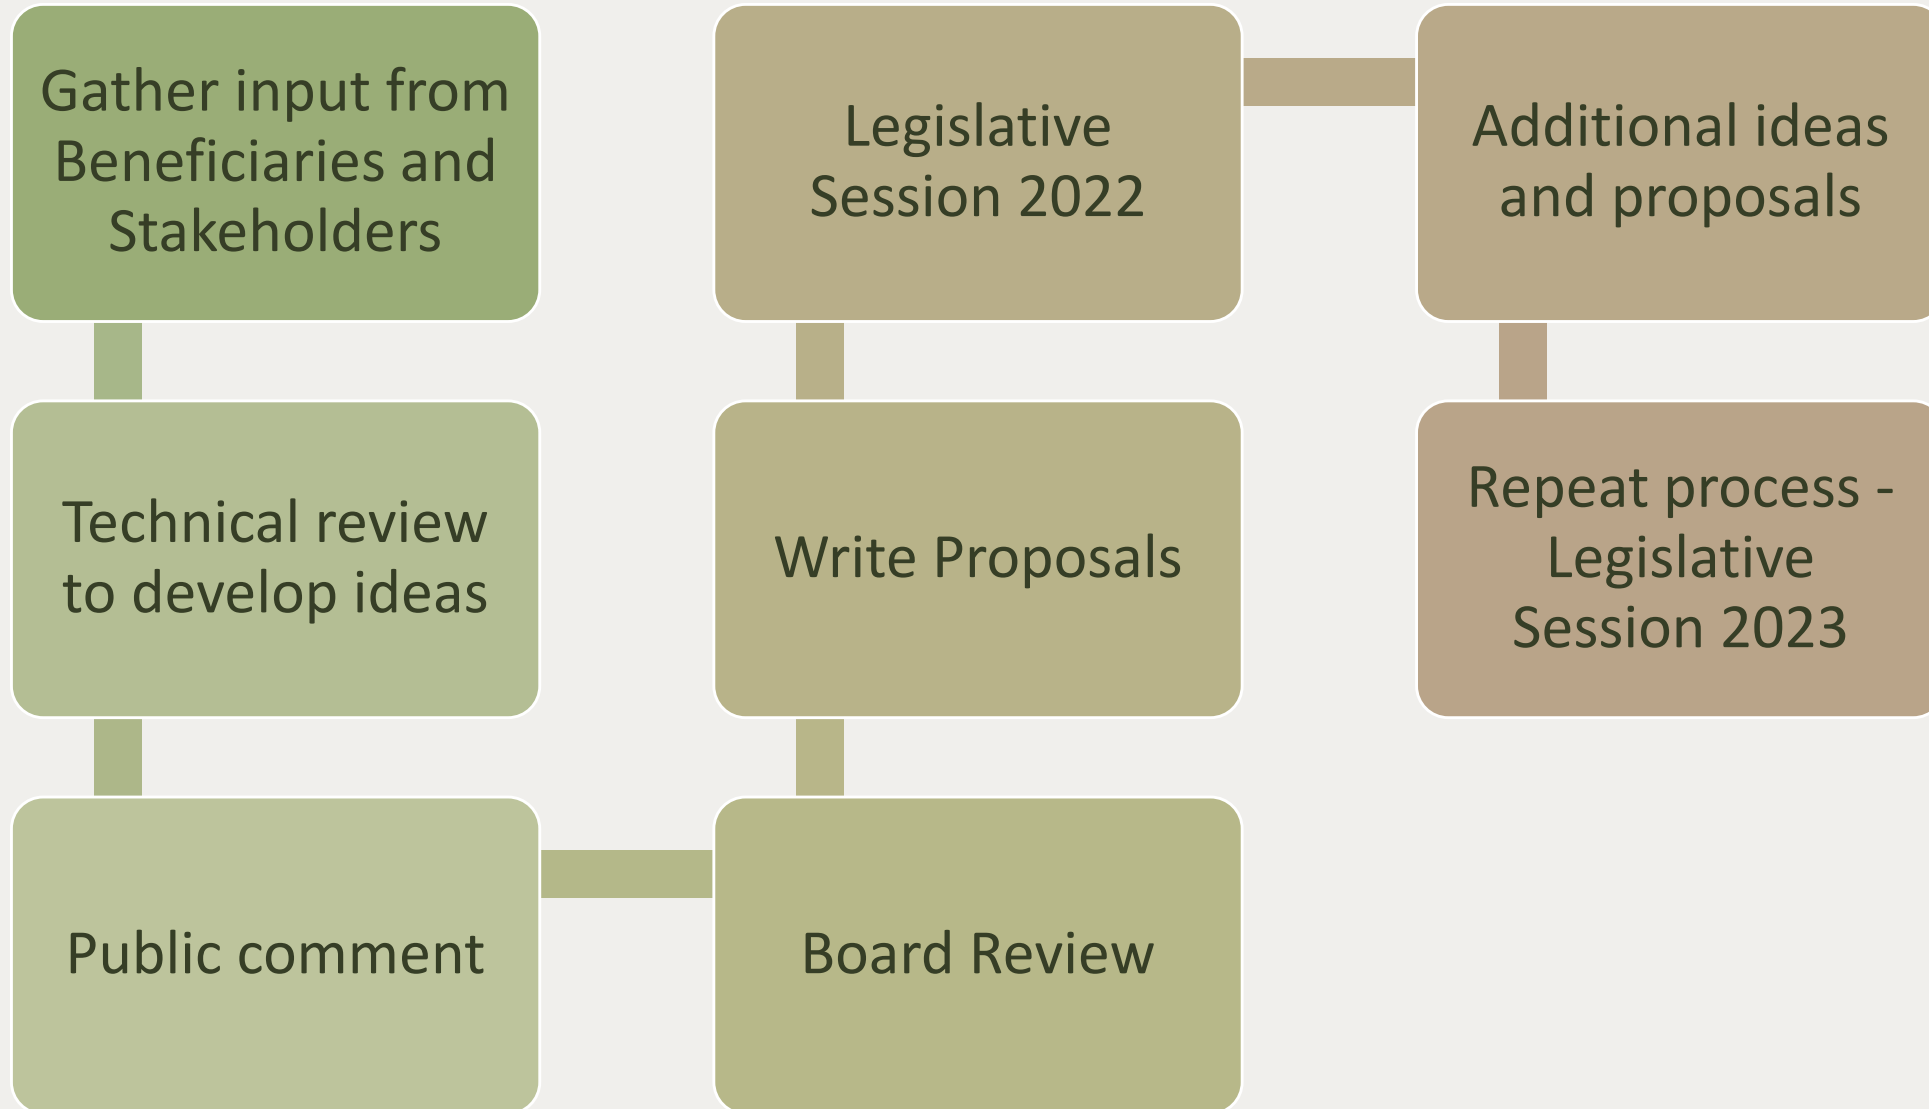 Gather input from
Beneficiaries and
Stakeholders
Technical review
to develop ideas
Public comment
Board Review
Write Proposals
Legislative
Session 2022
Additional ideas
and proposals
Repeat process -
Legislative
Session 2023